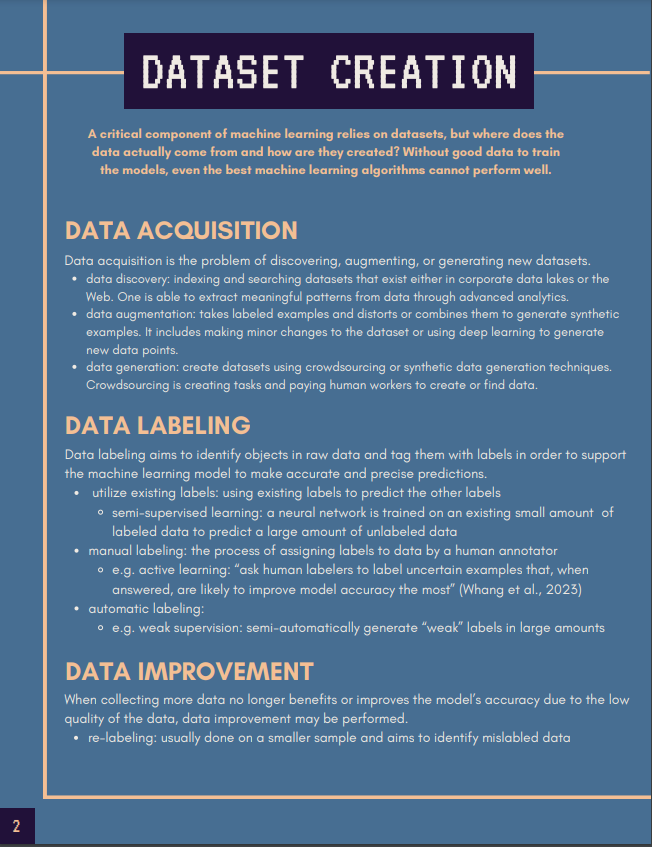 DATASET CREATION
A critical component of machine learning relies on datasets, but where does the
data actually come from and how are they created? Without good data to train
the models, even the best machine learning algorithms cannot perform well.
DATA ACQUISITION
Data acquisition is the problem of discovering, augmenting, or generating new datasets.
• data discovery: indexing and searching datasets that exist either in corporate data lakes or the
Web. One is able to extract meaningful patterns from data through advanced analytics.
• data augmentation: takes labeled examples and distorts or combines them to generate synthetic
examples. It includes making minor changes to the dataset or using deep learning to generate
new data points.
• data generation: create datasets using crowdsourcing or synthetic data generation techniques.
Crowdsourcing is creating tasks and paying human workers to create or find data.
DATA LABELING
Data labeling aims to identify objects in raw data and tag them with labels in order to support
the machine learning model to make accurate and precise predictions.
• utilize existing labels: using existing labels to predict the other labels
◦ semi-supervised learning: a neural network is trained on an existing small amount of
labeled data to predict a large amount of unlabeled data
• manual labeling: the process of assigning labels to data by a human annotator
◦ e.g. active learning: “ask human labelers to label uncertain examples that, when
answered, are likely to improve model accuracy the most” (Whang et al., 2023)
• automatic labeling:
◦ e.g. weak supervision: semi-automatically generate “weak” labels in large amounts
DATA IMPROVEMENT
When collecting more data no longer benefits or improves the model’s accuracy due to the low
quality of the data, data improvement may be performed.
• re-labeling: usually done on a smaller sample and aims to identify mislabled data
2